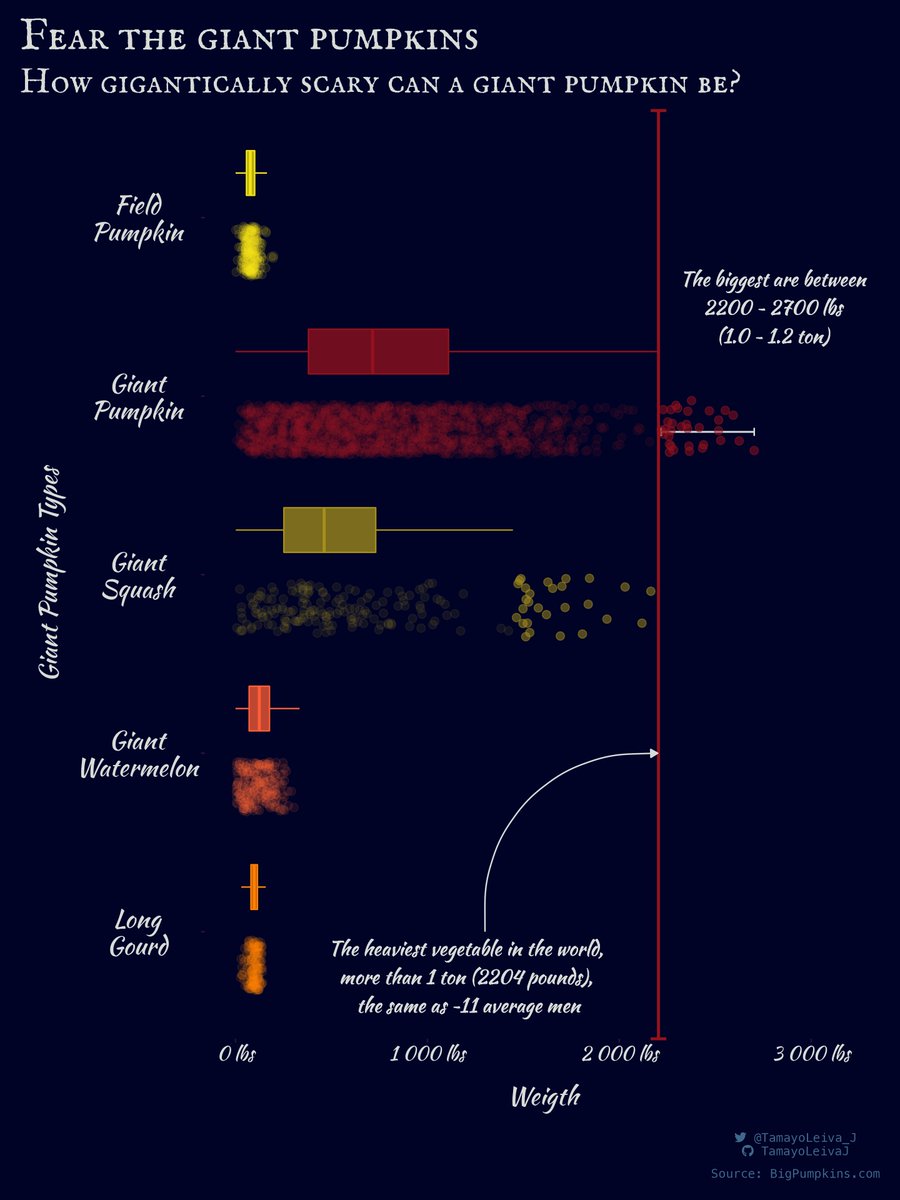 Fear the giant pumpkins
How gigantically scary can a giant pumpkin be?
Field
Pumpkin
The biggest are between
2200 - 2700 lbs
(1.0 - 1.2 ton)
Giant
Pumpkin
Giant Pumpkin Types
Giant
Squash
Giant
Watermelon
Long
Gourd
The heaviest vegetable in the world,
more than 1 ton (2204 pounds),
the same as ~11 average men
0 lbs
1 000 lbs
2 000 lbs
3 000 lbs
Weigth
@TamayoLeiva_J
TamayoLeivaJ
Source: BigPumpkins.com